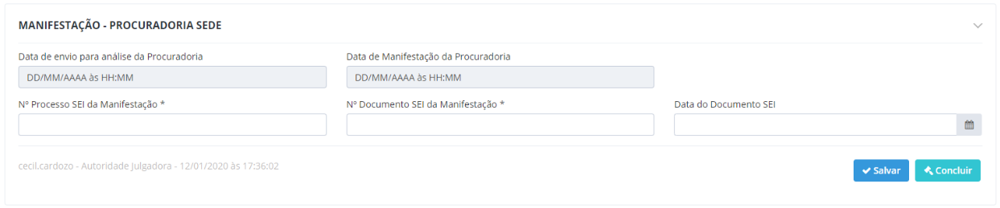 MANIFESTAÇÃO - PROCURADORIA SEDE
Data de envio para análise da Procuradoria
Data de Manifestação da Procuradoria
DD/MM/AAAA às HH:MM
DD/MM/AAAA às HH:MM
Nº Processo SEI da Manifestação *
Nº Documento SEI da Manifestação *
Data do Documento SEI
cecil.cardozo - Autoridade Julgadora - 12/01/2020 às 17:36:02
Salvar
Concluir